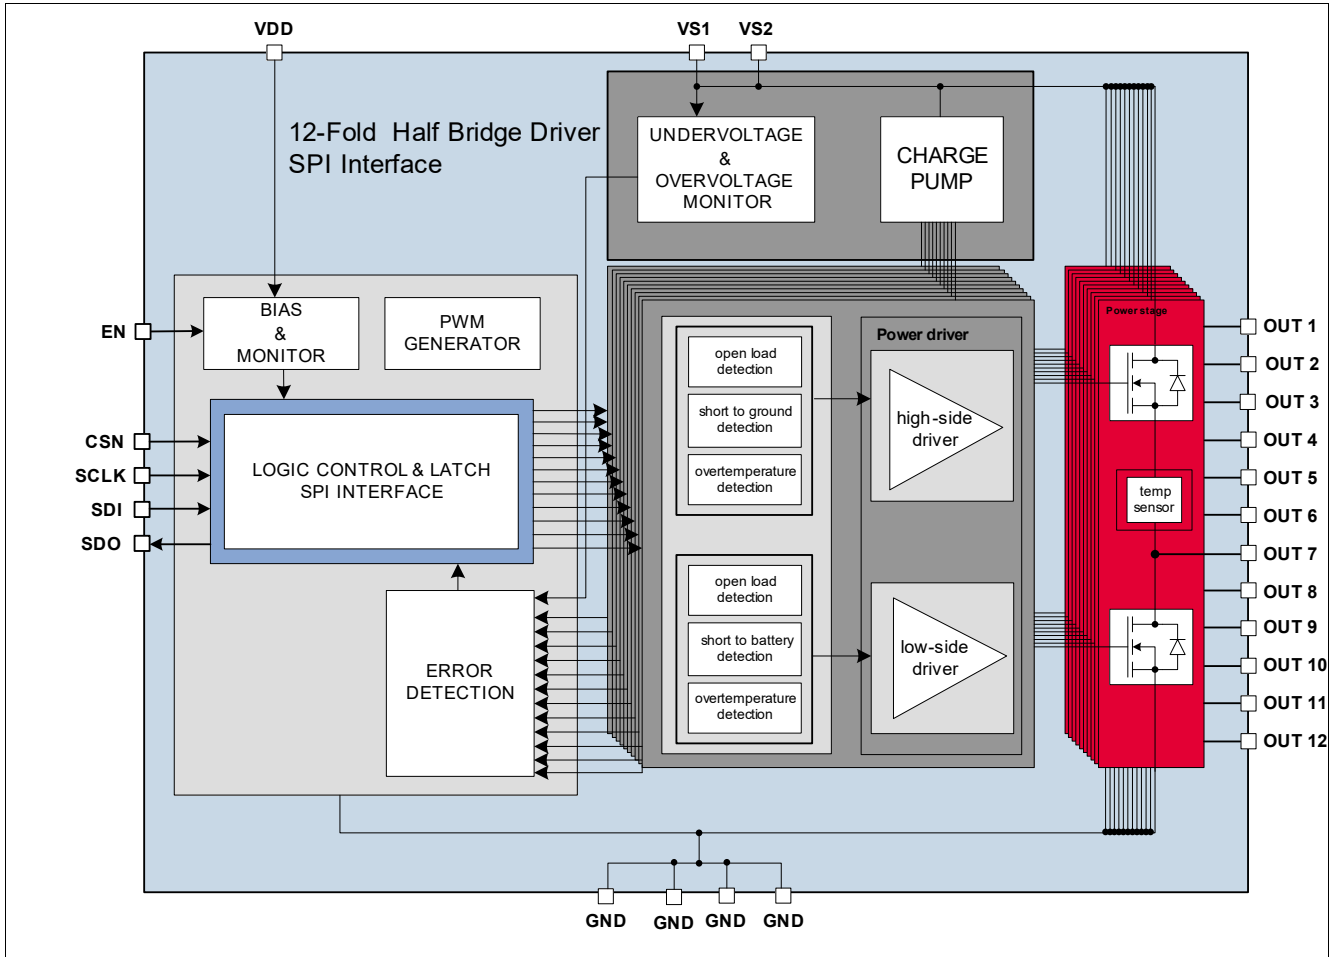 VDD
VS1
VS2
12-Fold Half Bridge Driver
SPI Interface
UNDERVOLTAGE
&
OVERVOLTAGE
MONITOR
CHARGE
PUMP
EN
BIAS
&
MONITOR
PWM
GENERATOR
CSN
SCLK
SDI
SDO
LOGIC CONTROL & LATCH
SPI INTERFACE
ERROR
DETECTION
open load
detection
short to ground
detection
overtemperature
detection
open load
detection
short to battery
detection
overtemperature
detection
Power driver
high-side
driver
low-side
driver
Power stage
temp
sensor
OUT 1
OUT 2
OUT 3
OUT 4
OUT 5
OUT 6
OUT 7
OUT 8
OUT 9
OUT 10
OUT 11
OUT 12
GND
GND
GND
GND